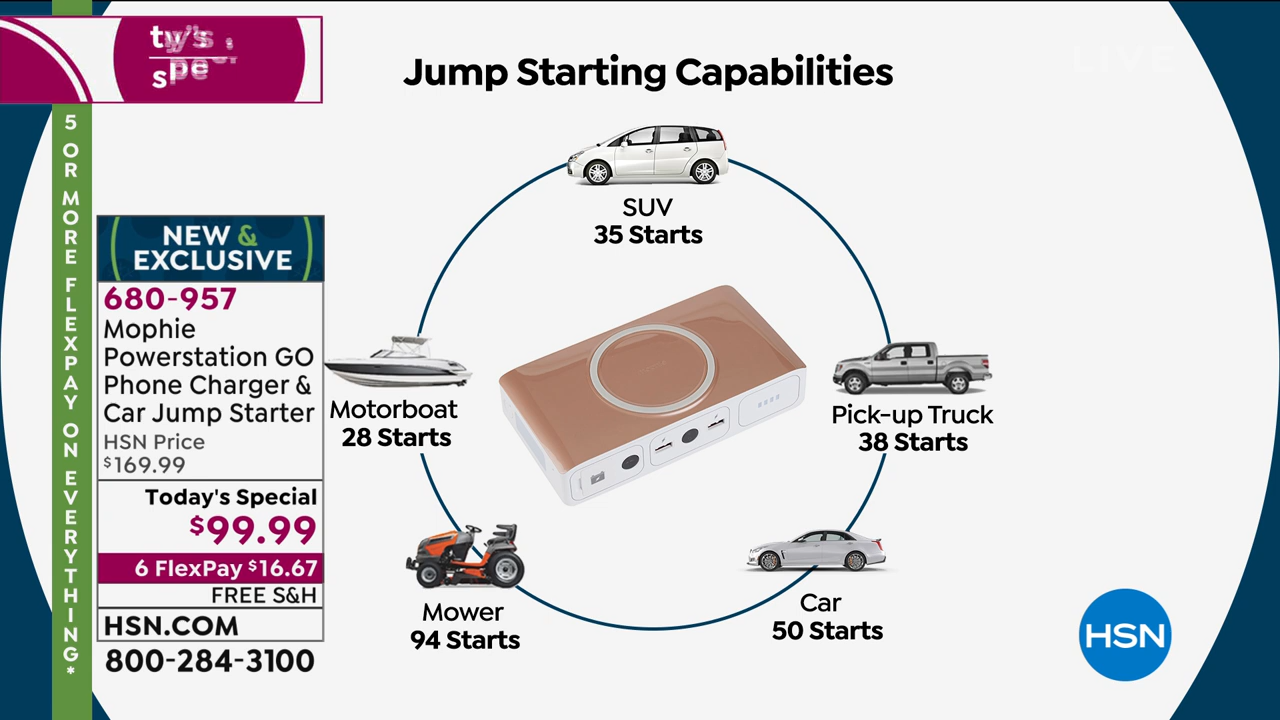 Jump Starting Capabilities
LIVE
SUV
35 Starts
Pick-up Truck
38 Starts
Car
50 Starts
Mower
94 Starts
Motorboat
28 Starts
5 OR MORE FLEXPAY ON EVERYTHING*
NEW &
EXCLUSIVE
680-957
Mophie
Powerstation GO
Phone Charger &
Car Jump Starter
HSN Price
$169.99
Today's Special
$99.99
6 FlexPay $16.67
FREE S&H
HSN.COM
800-284-3100
HSN